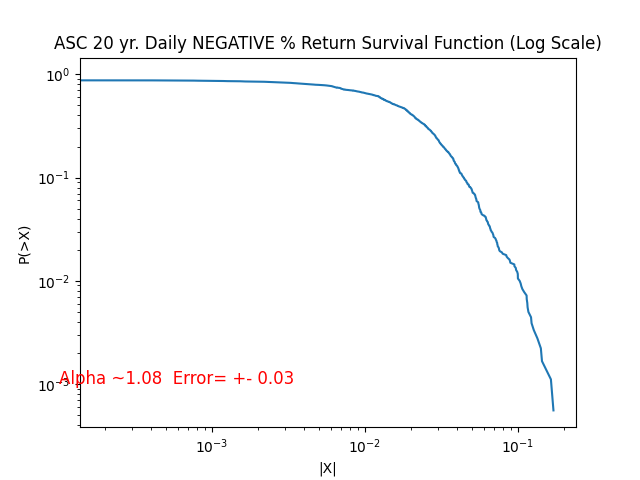 ASC 20 yr. Daily NEGATIVE % Return Survival Function (Log Scale)
10⁰
10⁻¹
10⁻²
10⁻³
P(>X)
Alpha ~1.08  Error= +- 0.03
10⁻³
10⁻²
10⁻¹
|X|